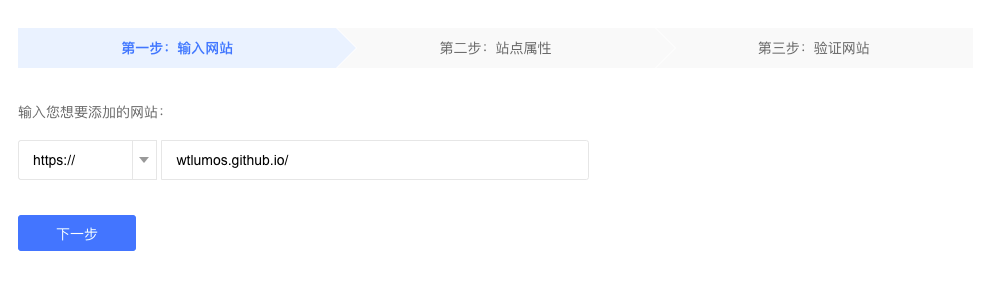 第一步：输入网站
第二步：站点属性
第三步：验证网站
输入您想要添加的网站：
https://
wtlumos.github.io/
下一步